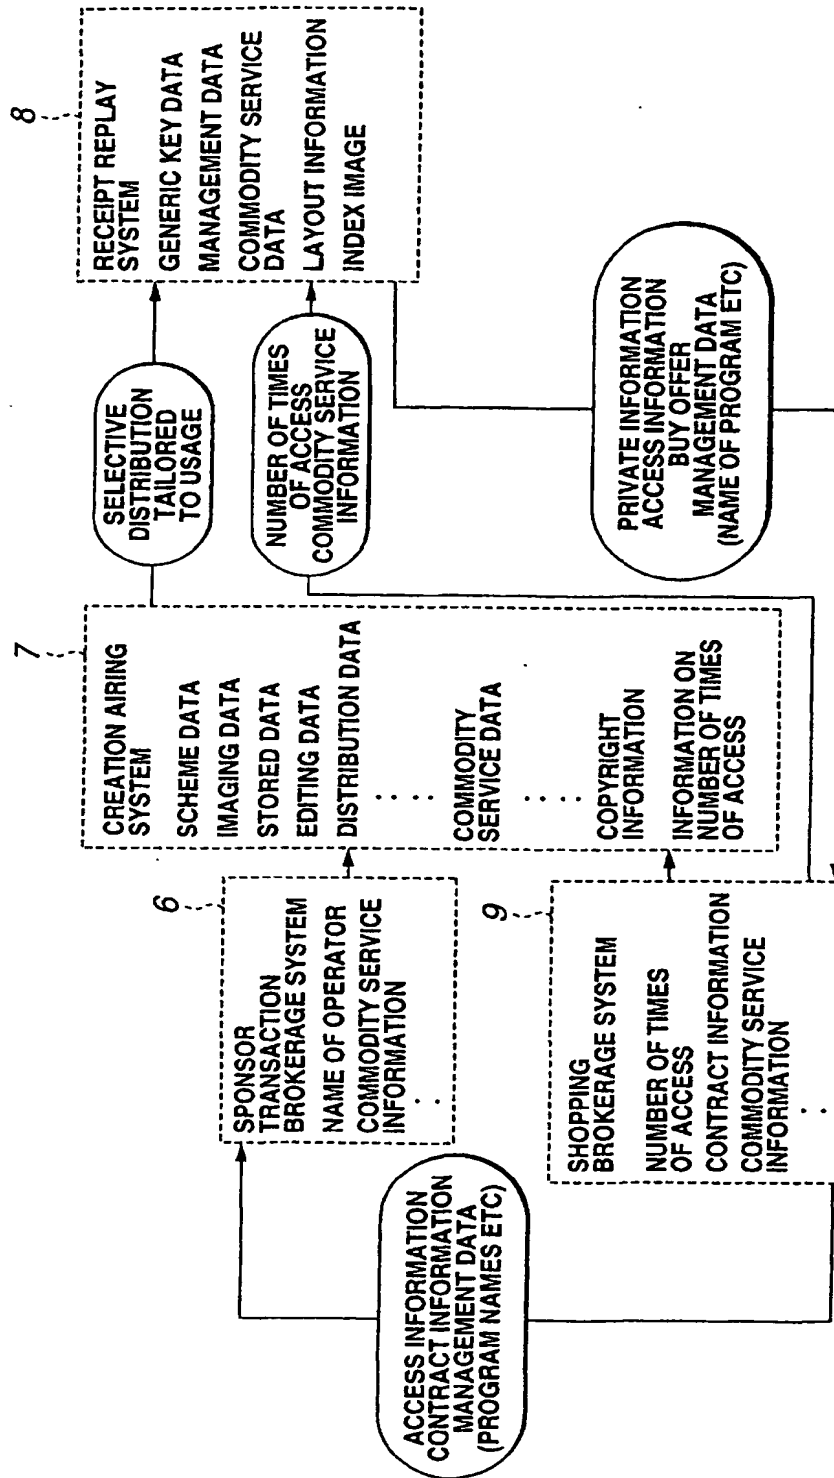 6
SPONSOR
TRANSACTION
BROKERAGE SYSTEM
NAME OF OPERATOR
COMMODITY SERVICE
INFORMATION
. .
7
CREATION AIRING
SYSTEM
SCHEME DATA
IMAGING DATA
STORED DATA
EDITING DATA
DISTRIBUTION DATA
. . . .
COMMODITY
SERVICE DATA
. . . .
COPYRIGHT
INFORMATION
INFORMATION ON
NUMBER OF TIMES
OF ACCESS
SELECTIVE
DISTRIBUTION
TAILORED
TO USAGE
8
RECEIPT REPLAY
SYSTEM
GENERIC KEY DATA
MANAGEMENT DATA
COMMODITY SERVICE
DATA
LAYOUT INFORMATION
INDEX IMAGE
NUMBER OF TIMES
OF ACCESS
COMMODITY SERVICE
INFORMATION
ACCESS INFORMATION
CONTRACT INFORMATION
MANAGEMENT DATA
(PROGRAM NAMES ETC)
9
SHOPPING
BROKERAGE SYSTEM
NUMBER OF TIMES
OF ACCESS
CONTRACT INFORMATION
COMMODITY SERVICE
INFORMATION
. .
PRIVATE INFORMATION
ACCESS INFORMATION
BUY OFFER
MANAGEMENT DATA
(NAME OF PROGRAM ETC)